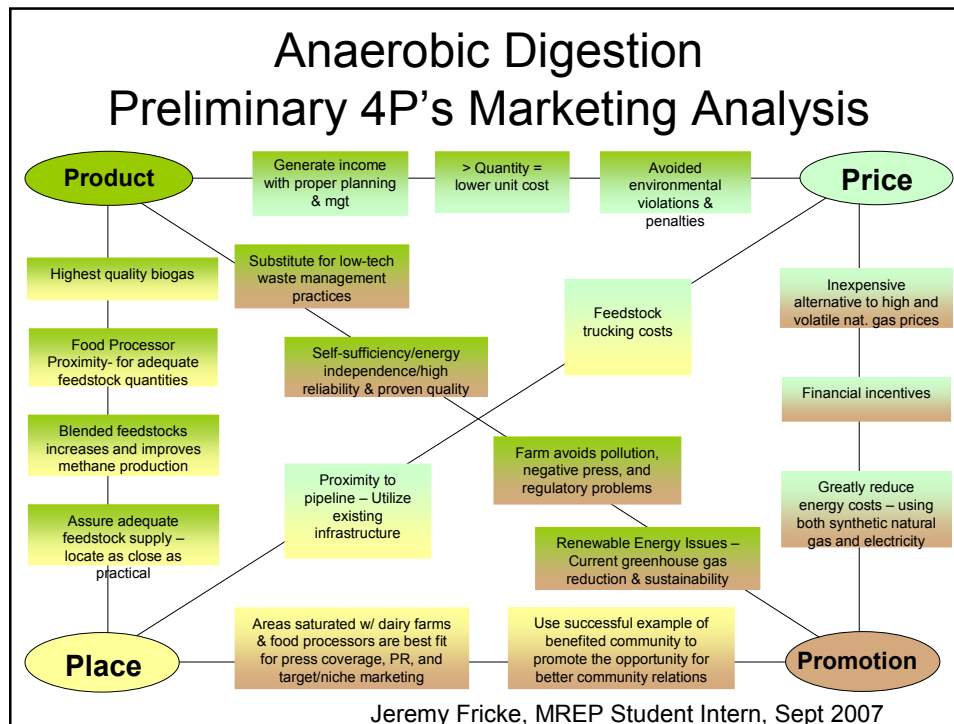 Anaerobic Digestion
Preliminary 4P's Marketing Analysis
Product
Generate income
with proper planning
& mgt
> Quantity =
lower unit cost
Avoided
environmental
violations &
penalties
Price
Highest quality biogas
Substitute for low-tech
waste management
practices
Feedstock
trucking costs
Inexpensive
alternative to high and
volatile nat. gas prices
Food Processor
Proximity- for adequate
feedstock quantities
Self-sufficiency/energy
independence/high
reliability & proven quality
Financial incentives
Blended feedstocks
increases and improves
methane production
Proximity to
pipeline – Utilize
existing
infrastructure
Farm avoids pollution,
negative press, and
regulatory problems
Greatly reduce
energy costs – using
both synthetic natural
gas and electricity
Assure adequate
feedstock supply –
locate as close as
practical
Renewable Energy Issues –
Current greenhouse gas
reduction & sustainability
Place
Areas saturated w/ dairy farms
& food processors are best fit
for press coverage, PR, and
target/niche marketing
Use successful example of
benefited community to
promote the opportunity for
better community relations
Promotion
Jeremy Fricke, MREP Student Intern, Sept 2007